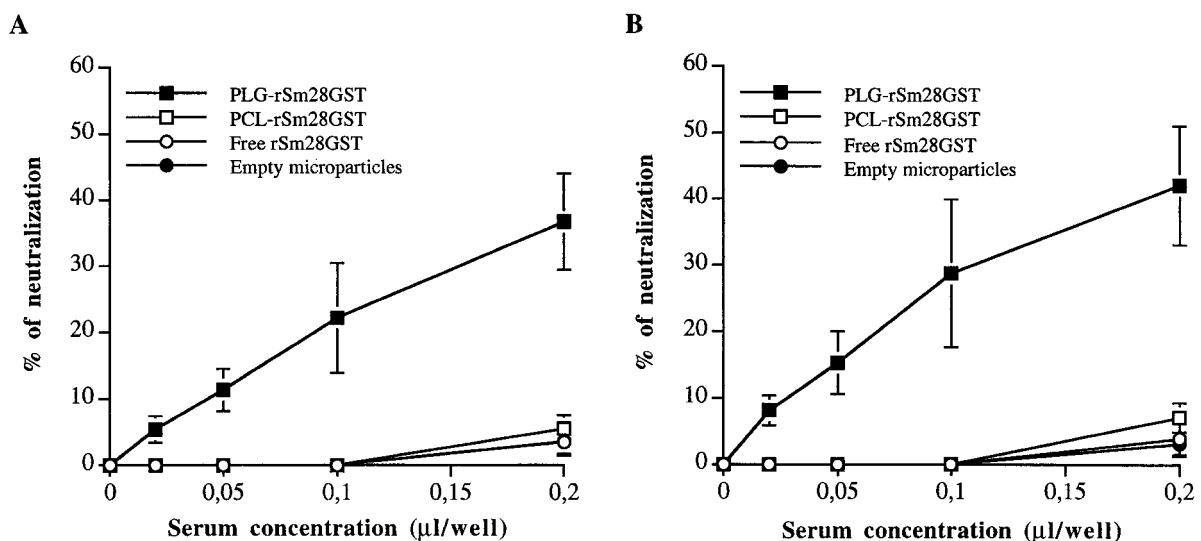 A
% of neutralization
60
50
40
30
20
10
0
PLG-rSm28GST
PCL-rSm28GST
Free rSm28GST
Empty microparticles
0 0,05 0,1 0,15 0,2
Serum concentration (µl/well)
B
% of neutralization
60
50
40
30
20
10
0
PLG-rSm28GST
PCL-rSm28GST
Free rSm28GST
Empty microparticles
0 0,05 0,1 0,15 0,2
Serum concentration (µl/well)